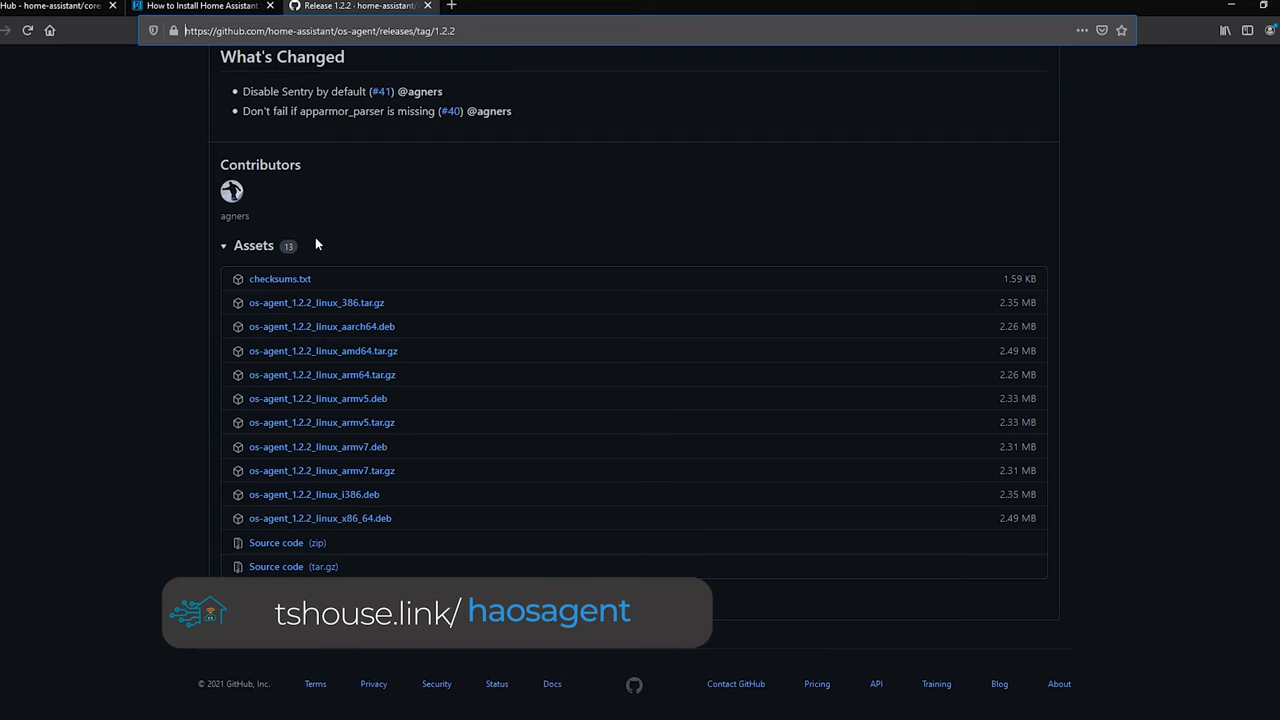 Hub - home-assistant/core
How to Install Home Assistant
Release 1.2.2 - home-assistant/
https://github.com/home-assistant/os-agent/releases/tag/1.2.2
What's Changed
Disable Sentry by default (#41) @agners
Don't fail if apparmor_parser is missing (#40) @agners
Contributors
agners
Assets 13
checksums.txt 1.59 KB
os-agent_1.2.2_linux_386.tar.gz 2.35 MB
os-agent_1.2.2_linux_aarch64.deb 2.26 MB
os-agent_1.2.2_linux_amd64.tar.gz 2.49 MB
os-agent_1.2.2_linux_arm64.tar.gz 2.26 MB
os-agent_1.2.2_linux_armv5.deb 2.33 MB
os-agent_1.2.2_linux_armv5.tar.gz 2.33 MB
os-agent_1.2.2_linux_armv7.deb 2.31 MB
os-agent_1.2.2_linux_armv7.tar.gz 2.31 MB
os-agent_1.2.2_linux_i386.deb 2.35 MB
os-agent_1.2.2_linux_x86_64.deb 2.49 MB
Source code (zip)
Source code (tar.gz)
tshouse.link/haosagent
© 2021 GitHub, Inc. Terms Privacy Security Status Docs Contact GitHub Pricing API Training Blog About